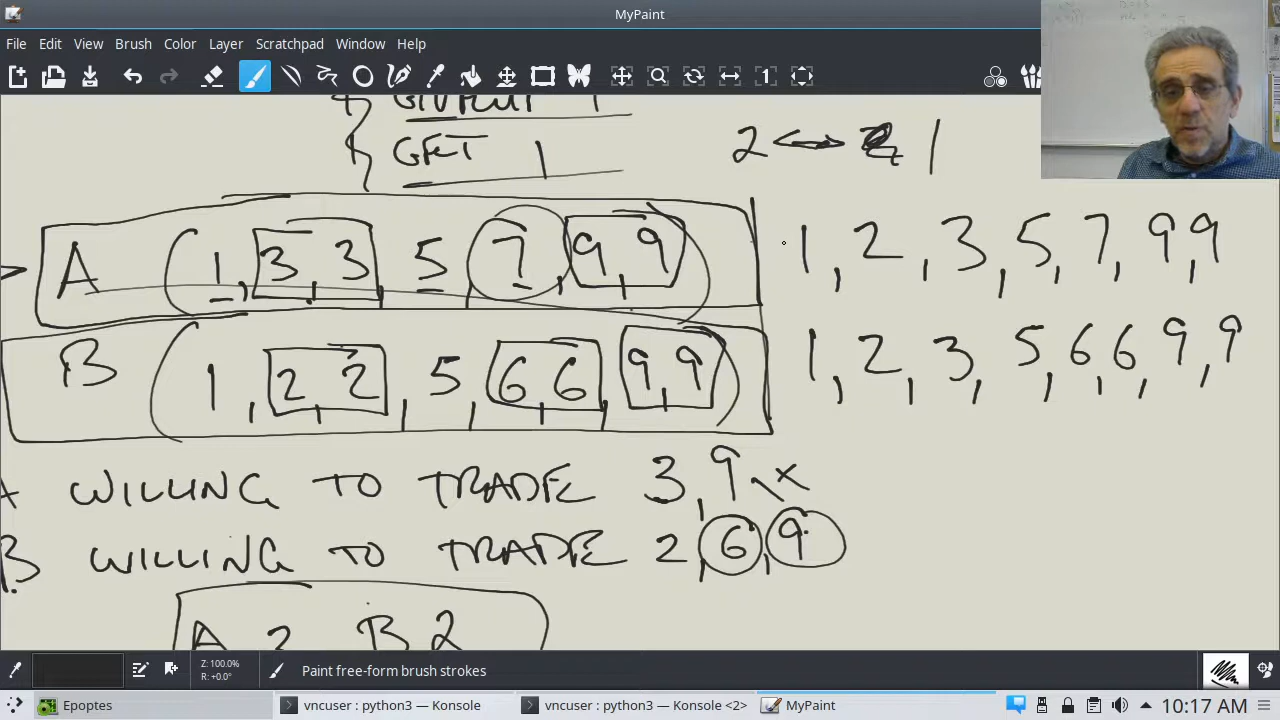 MyPaint
File Edit View Brush Color Layer Scratchpad Window Help
GET 1
2 1
A (1, 3, 3, 5, 7, 9, 9) 1, 2, 3, 5, 7, 9, 9
B (1, 2, 2, 5, 6, 6, 9, 9) 1, 2, 3, 5, 6, 6, 9, 9
A WILLING TO TRADE 3, 9, x
B WILLING TO TRADE 2, 6, 9
A B 2
Z: 100.0%
R: +0.0°
Paint free-form brush strokes
Epoptes
vrcuser : python3 — Konsole
vncuser : python3 — Konsole <2>
MyPaint
10:17 AM